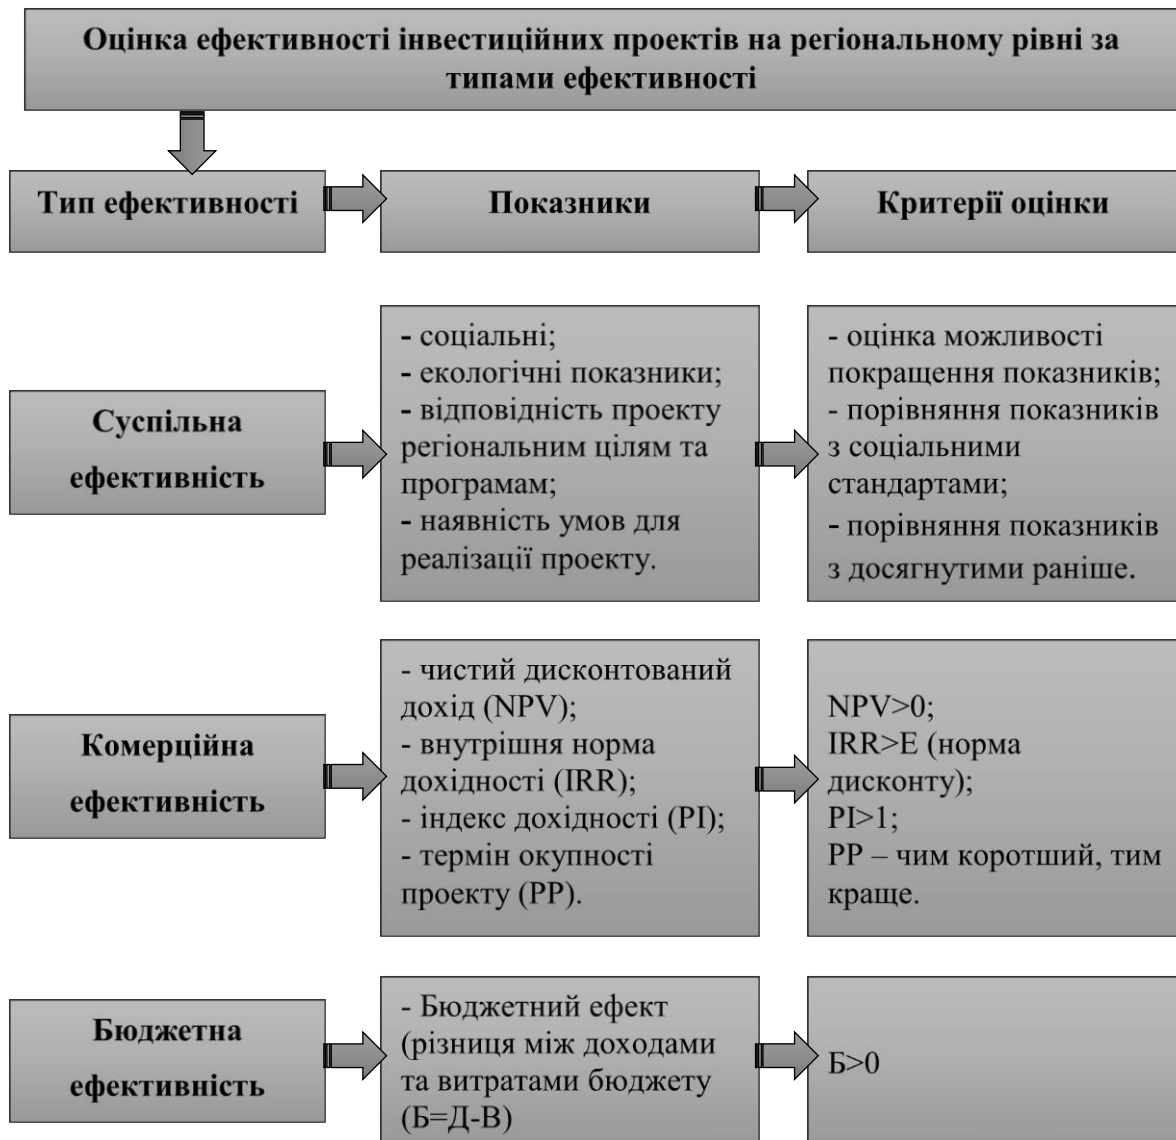 Оцінка ефективності інвестиційних проектів на регіональному рівні за
типами ефективності
Тип ефективності
Показники
Критерії оцінки
Суспільна
ефективність
- соціальні;
- екологічні показники;
- відповідність проекту
регіональним цілям та
програмам;
- наявність умов для
реалізації проекту.
- оцінка можливості
покращення показників;
- порівняння показників
з соціальними
стандартами;
- порівняння показників
з досягнутими раніше.
Комерційна
ефективність
- чистий дисконтований
дохід (NPV);
- внутрішня норма
дохідності (IRR);
- індекс дохідності (PI);
- термін окупності
проекту (PP).
NPV>0;
IRR>E (норма
дисконту);
PI>1;
PP – чим коротший, тим
краще.
Бюджетна
ефективність
- Бюджетний ефект
(різниця між доходами
та витратами бюджету
(Б=Д-В)
Б>0